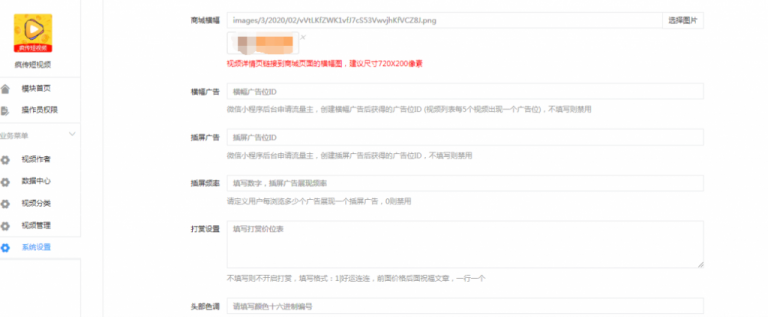 商城横幅
images/3/2020/02/vVtLKfZWK1vfJ7cS53VwvjhKfVCZ8J.png
选择图片
疯传短视频
视频详情页链接到商城页面的横幅图，建议尺寸720X200像素
疯传短视频
模块首页
操作员权限
业务菜单
视频作者
数据中心
视频分类
视频管理
系统设置
横幅广告
横幅广告位ID
微信小程序后台申请流量主，创建横幅广告后获得的广告位ID (视频列表每5个视频出现一个广告位)，不填写则禁用
插屏广告
插屏广告位ID
微信小程序后台申请流量主，创建插屏广告后获得的广告位ID，不填写则禁用
插屏频率
填写数字，插屏广告展现频率
请定义用户每浏览多少个广告展现一个插屏广告，0则禁用
打赏设置
填写打赏价位表
不填写则不开启打赏，填写格式：1|好运连连，前面价格后面祝福文章，一行一个
头部色调
请填写颜色十六进制编号